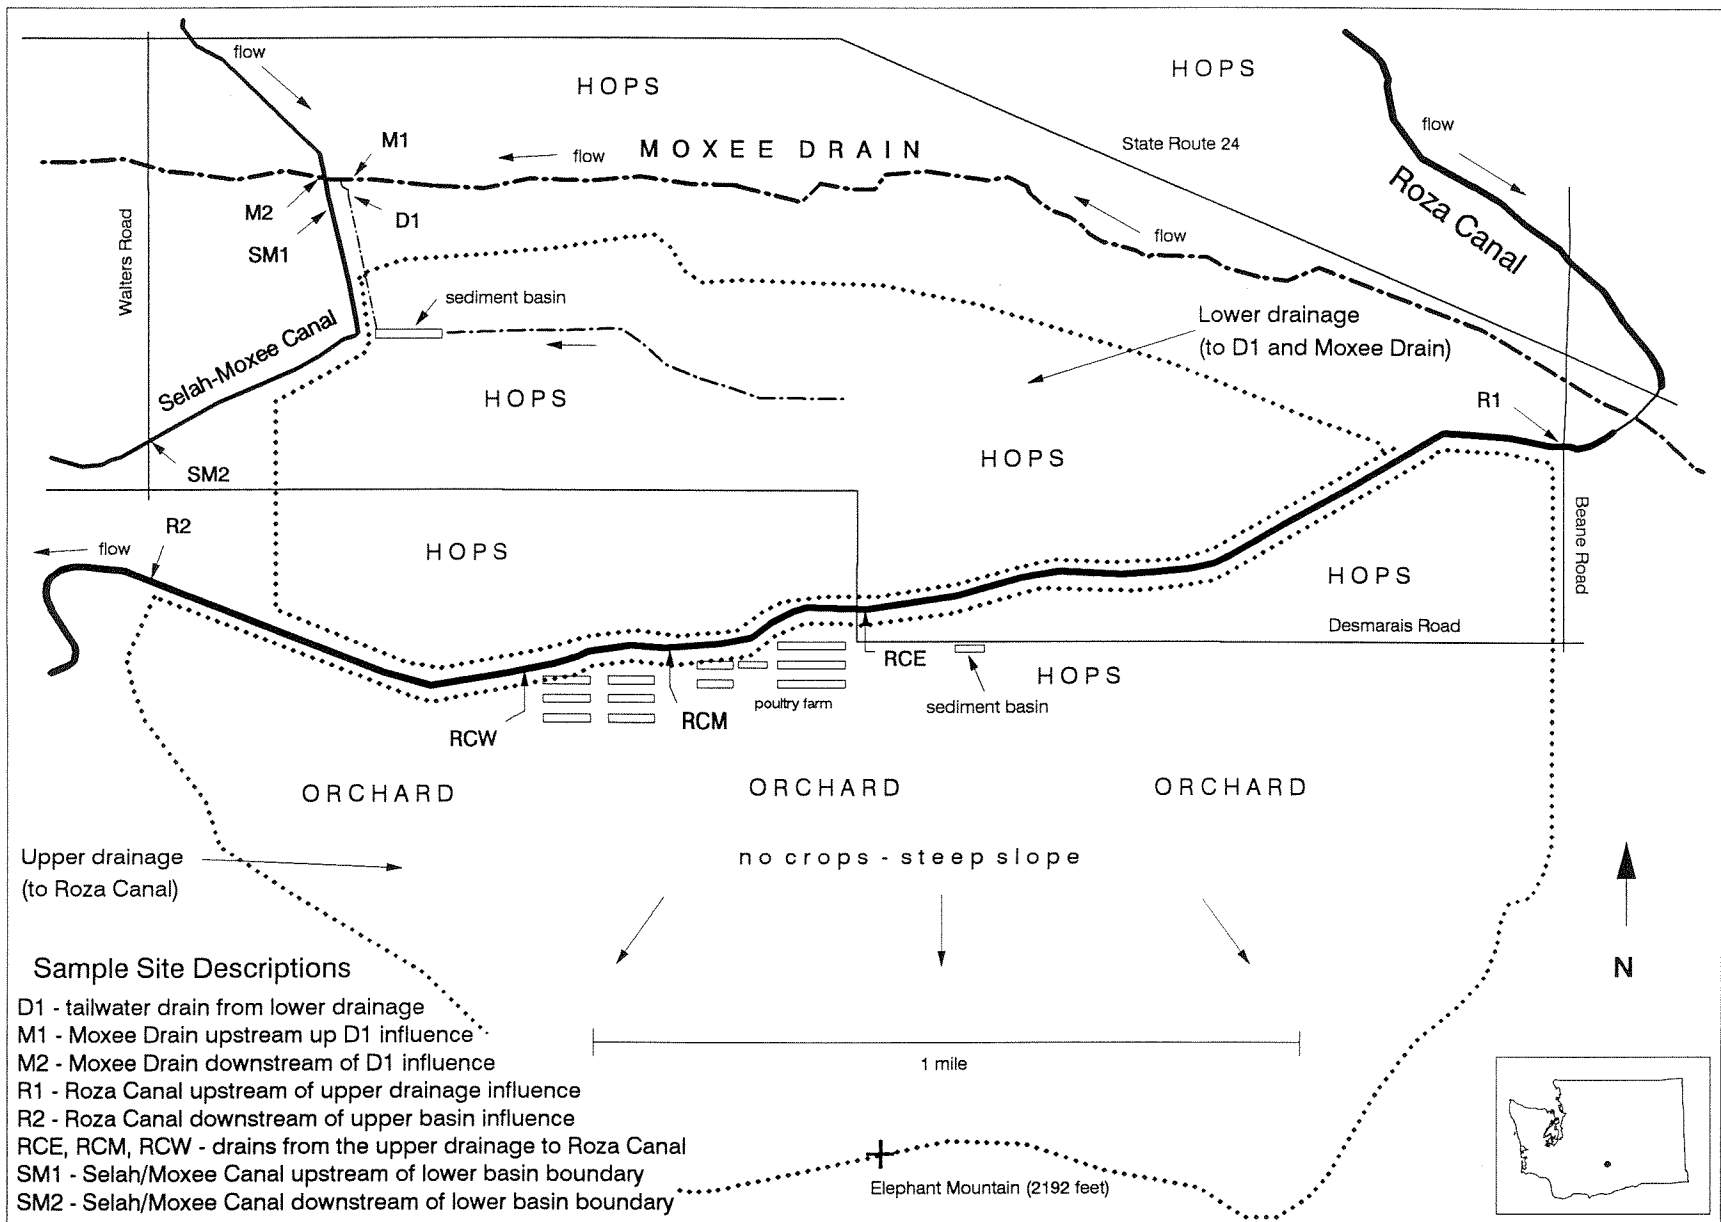 flow
HOPS
HOPS
flow
M1
flow
MOXEE DRAIN
State Route 24
Roza Canal
M2
D1
SM1
flow
Walters Road
sediment basin
Lower drainage
(to D1 and Moxee Drain)
Selah-Moxee Canal
HOPS
R1
HOPS
SM2
Beane Road
R2
flow
HOPS
HOPS
Desmarais Road
RCE
HOPS
poultry farm
sediment basin
RCM
RCW
ORCHARD
ORCHARD
ORCHARD
Upper drainage
(to Roza Canal)
no crops - steep slope
N
Sample Site Descriptions
D1 - tailwater drain from lower drainage
M1 - Moxee Drain upstream up D1 influence
M2 - Moxee Drain downstream of D1 influence
1 mile
R1 - Roza Canal upstream of upper drainage influence
R2 - Roza Canal downstream of upper basin influence
RCE, RCM, RCW - drains from the upper drainage to Roza Canal
SM1 - Selah/Moxee Canal upstream of lower basin boundary
SM2 - Selah/Moxee Canal downstream of lower basin boundary
Elephant Mountain (2192 feet)